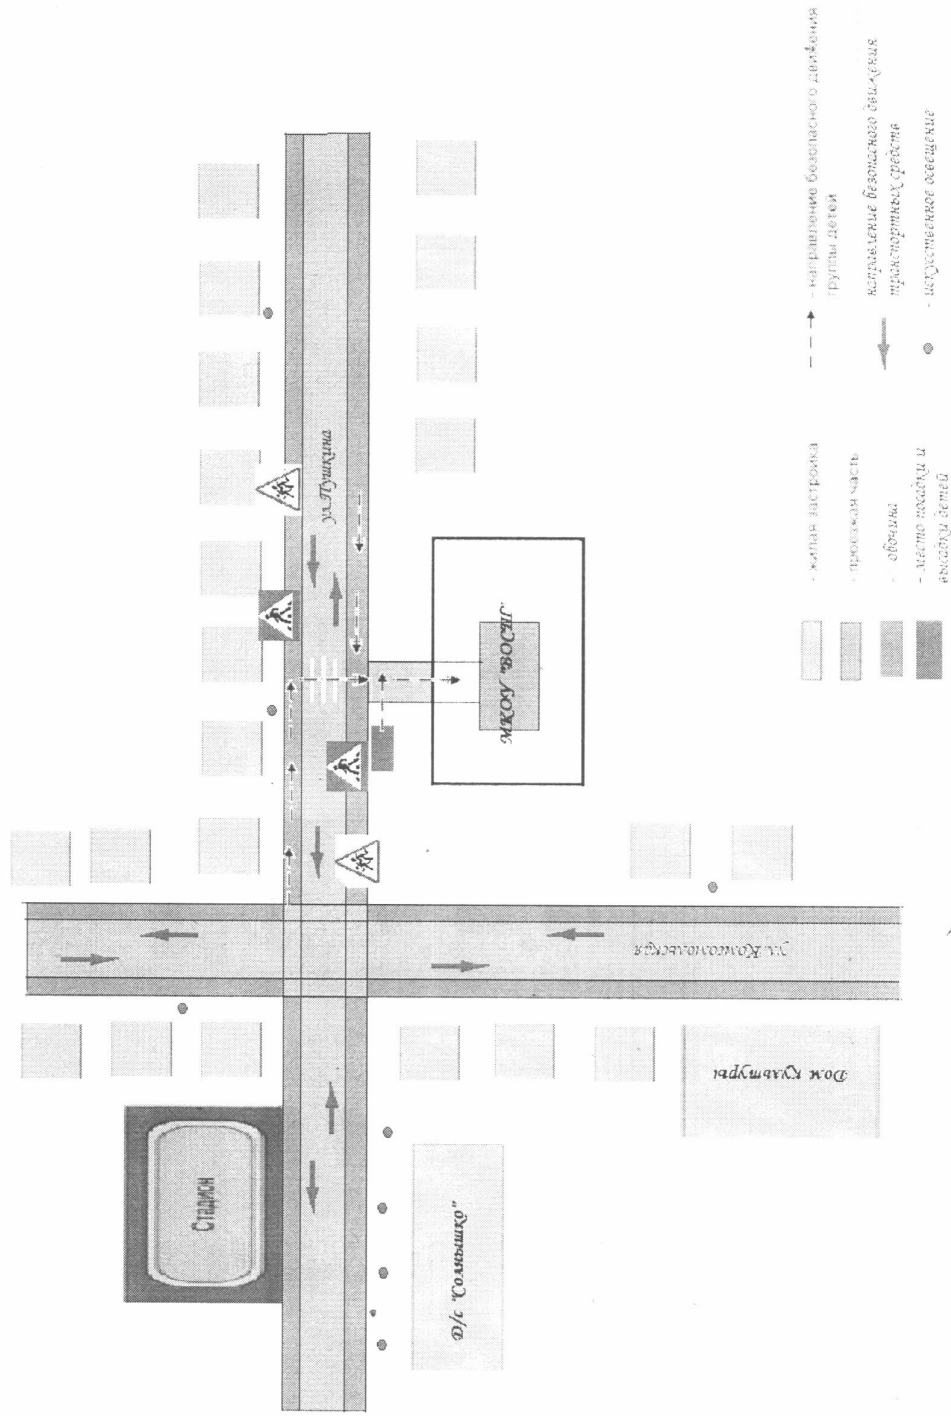 Стадион
Д/с "Солнышко"
ул.Пушкина
МКОУ "ВОСШ"
ул. Комсомольская
Дом культуры
- жилая застройка
- проезжая часть
- обочина
- место посадки и
высадки детей
- направление безопасного движения
группы детей
направление безопасного движения
транспортных средств
- искусственное освещение